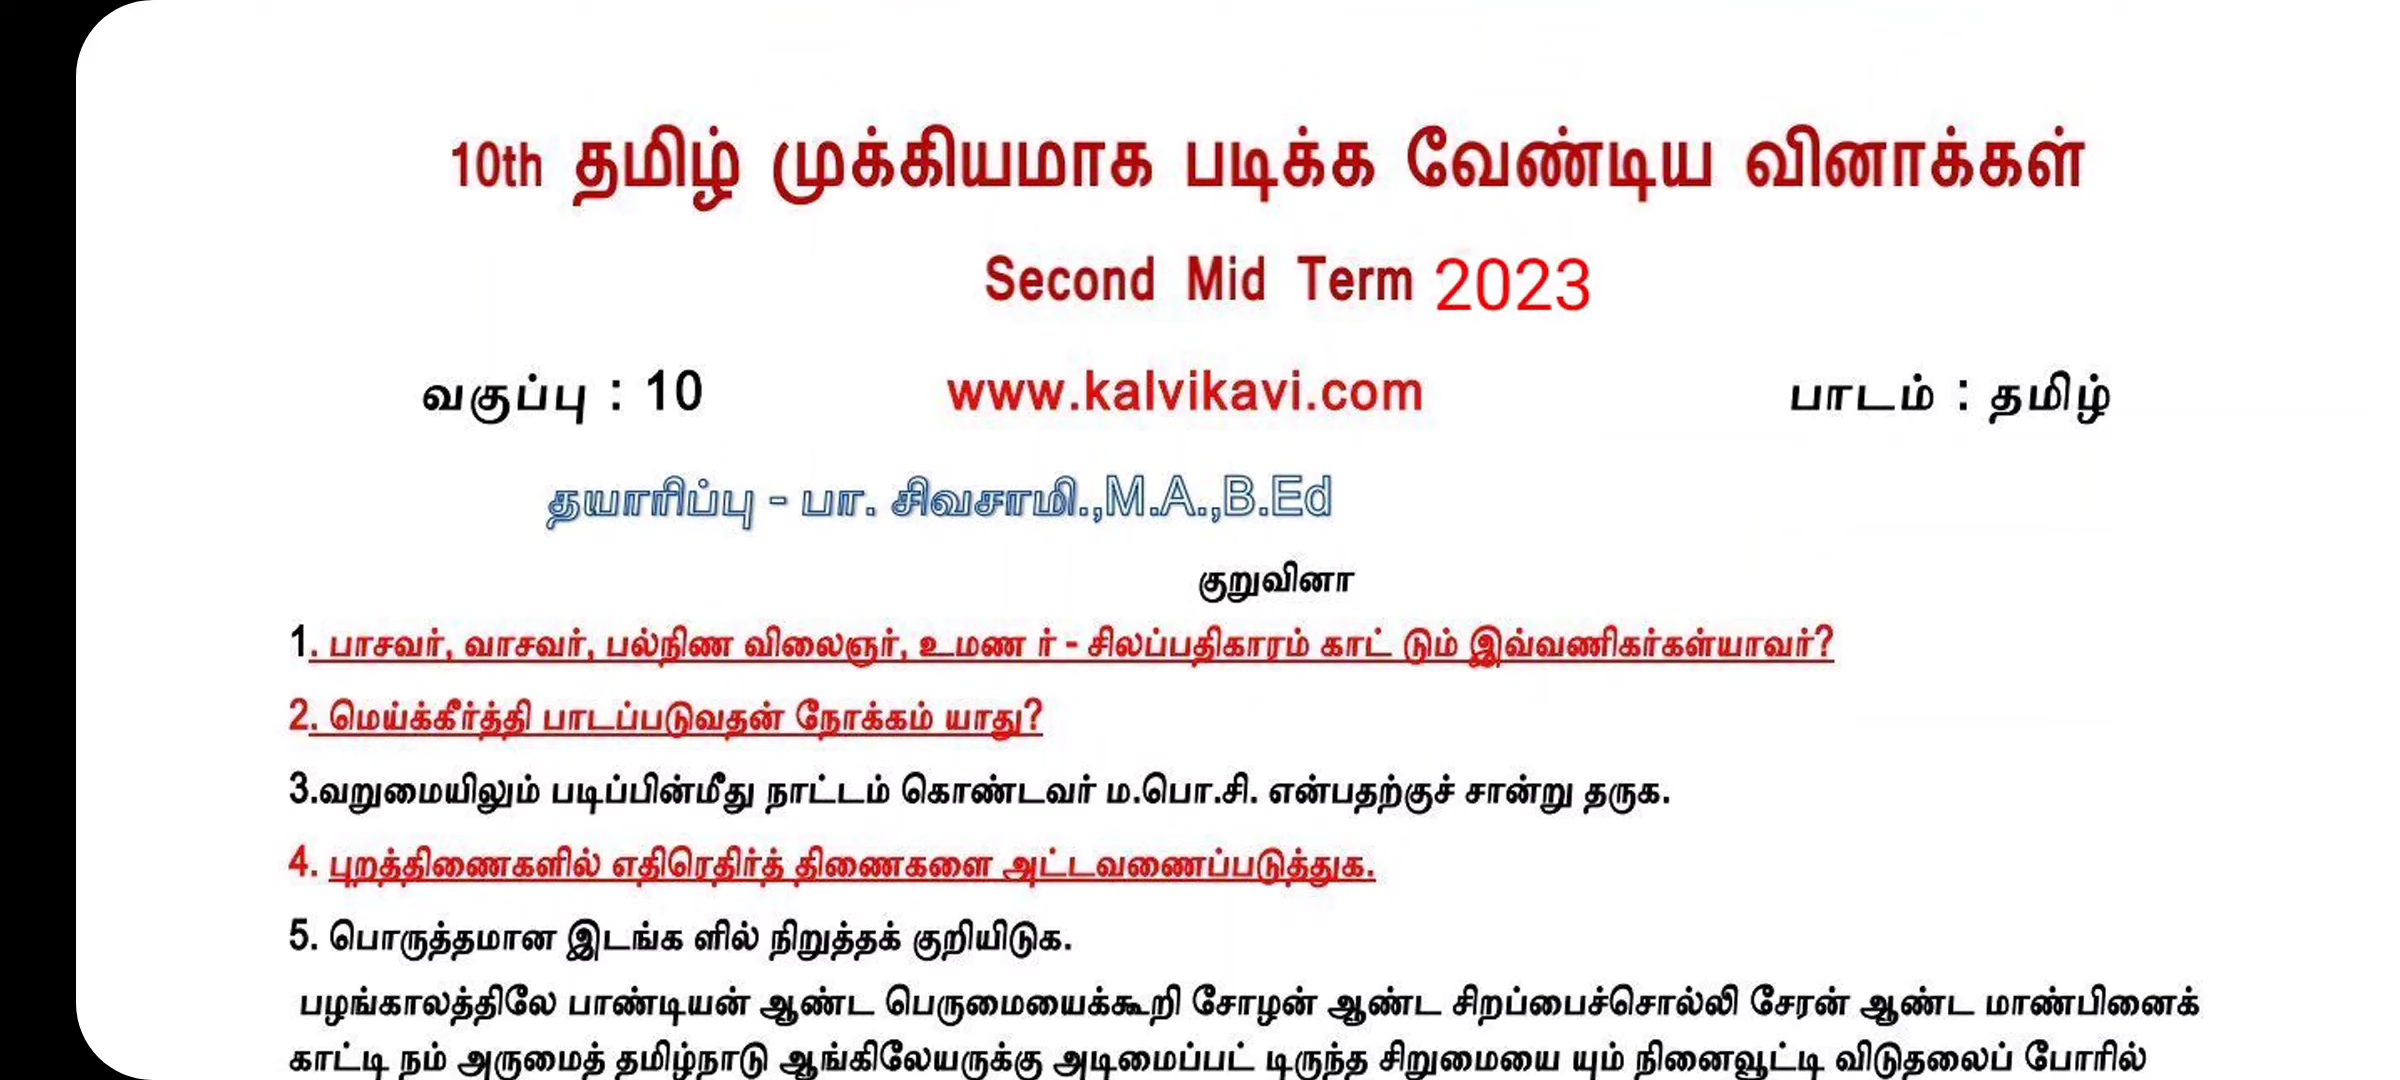 10th தமிழ் முக்கியமாக படிக்க வேண்டிய வினாக்கள்
Second Mid Term 2023
வகுப்பு : 10 www.kalvikavi.com பாடம் : தமிழ்
தயாரிப்பு - பா. சிவசாமி.,M.A.,B.Ed
குறுவினா
1. பாசவர், வாசவர், பல்நிண விலைஞர், உமண ர் - சிலப்பதிகாரம் காட் டும் இவ்வணிகர்கள்யாவர்?
2. மெய்க்கீர்த்தி பாடப்படுவதன் நோக்கம் யாது?
3.வறுமையிலும் படிப்பின்மீது நாட்டம் கொண்டவர் ம.பொ.சி. என்பதற்குச் சான்று தருக.
4. புறத்திணைகளில் எதிரெதிர்த் திணைகளை அட்டவணைப்படுத்துக.
5. பொருத்தமான இடங்க ளில் நிறுத்தக் குறியிடுக.
பழங்காலத்திலே பாண்டியன் ஆண்ட பெருமையைக்கூறி சோழன் ஆண்ட சிறப்பைச்சொல்லி சேரன் ஆண்ட மாண்பினைக்
காட்டி நம் அருமைத் தமிழ்நாடு ஆங்கிலேயருக்கு அடிமைப்பட் டிருந்த சிறுமையை யும் நினைவூட்டி விடுதலைப் போரில்